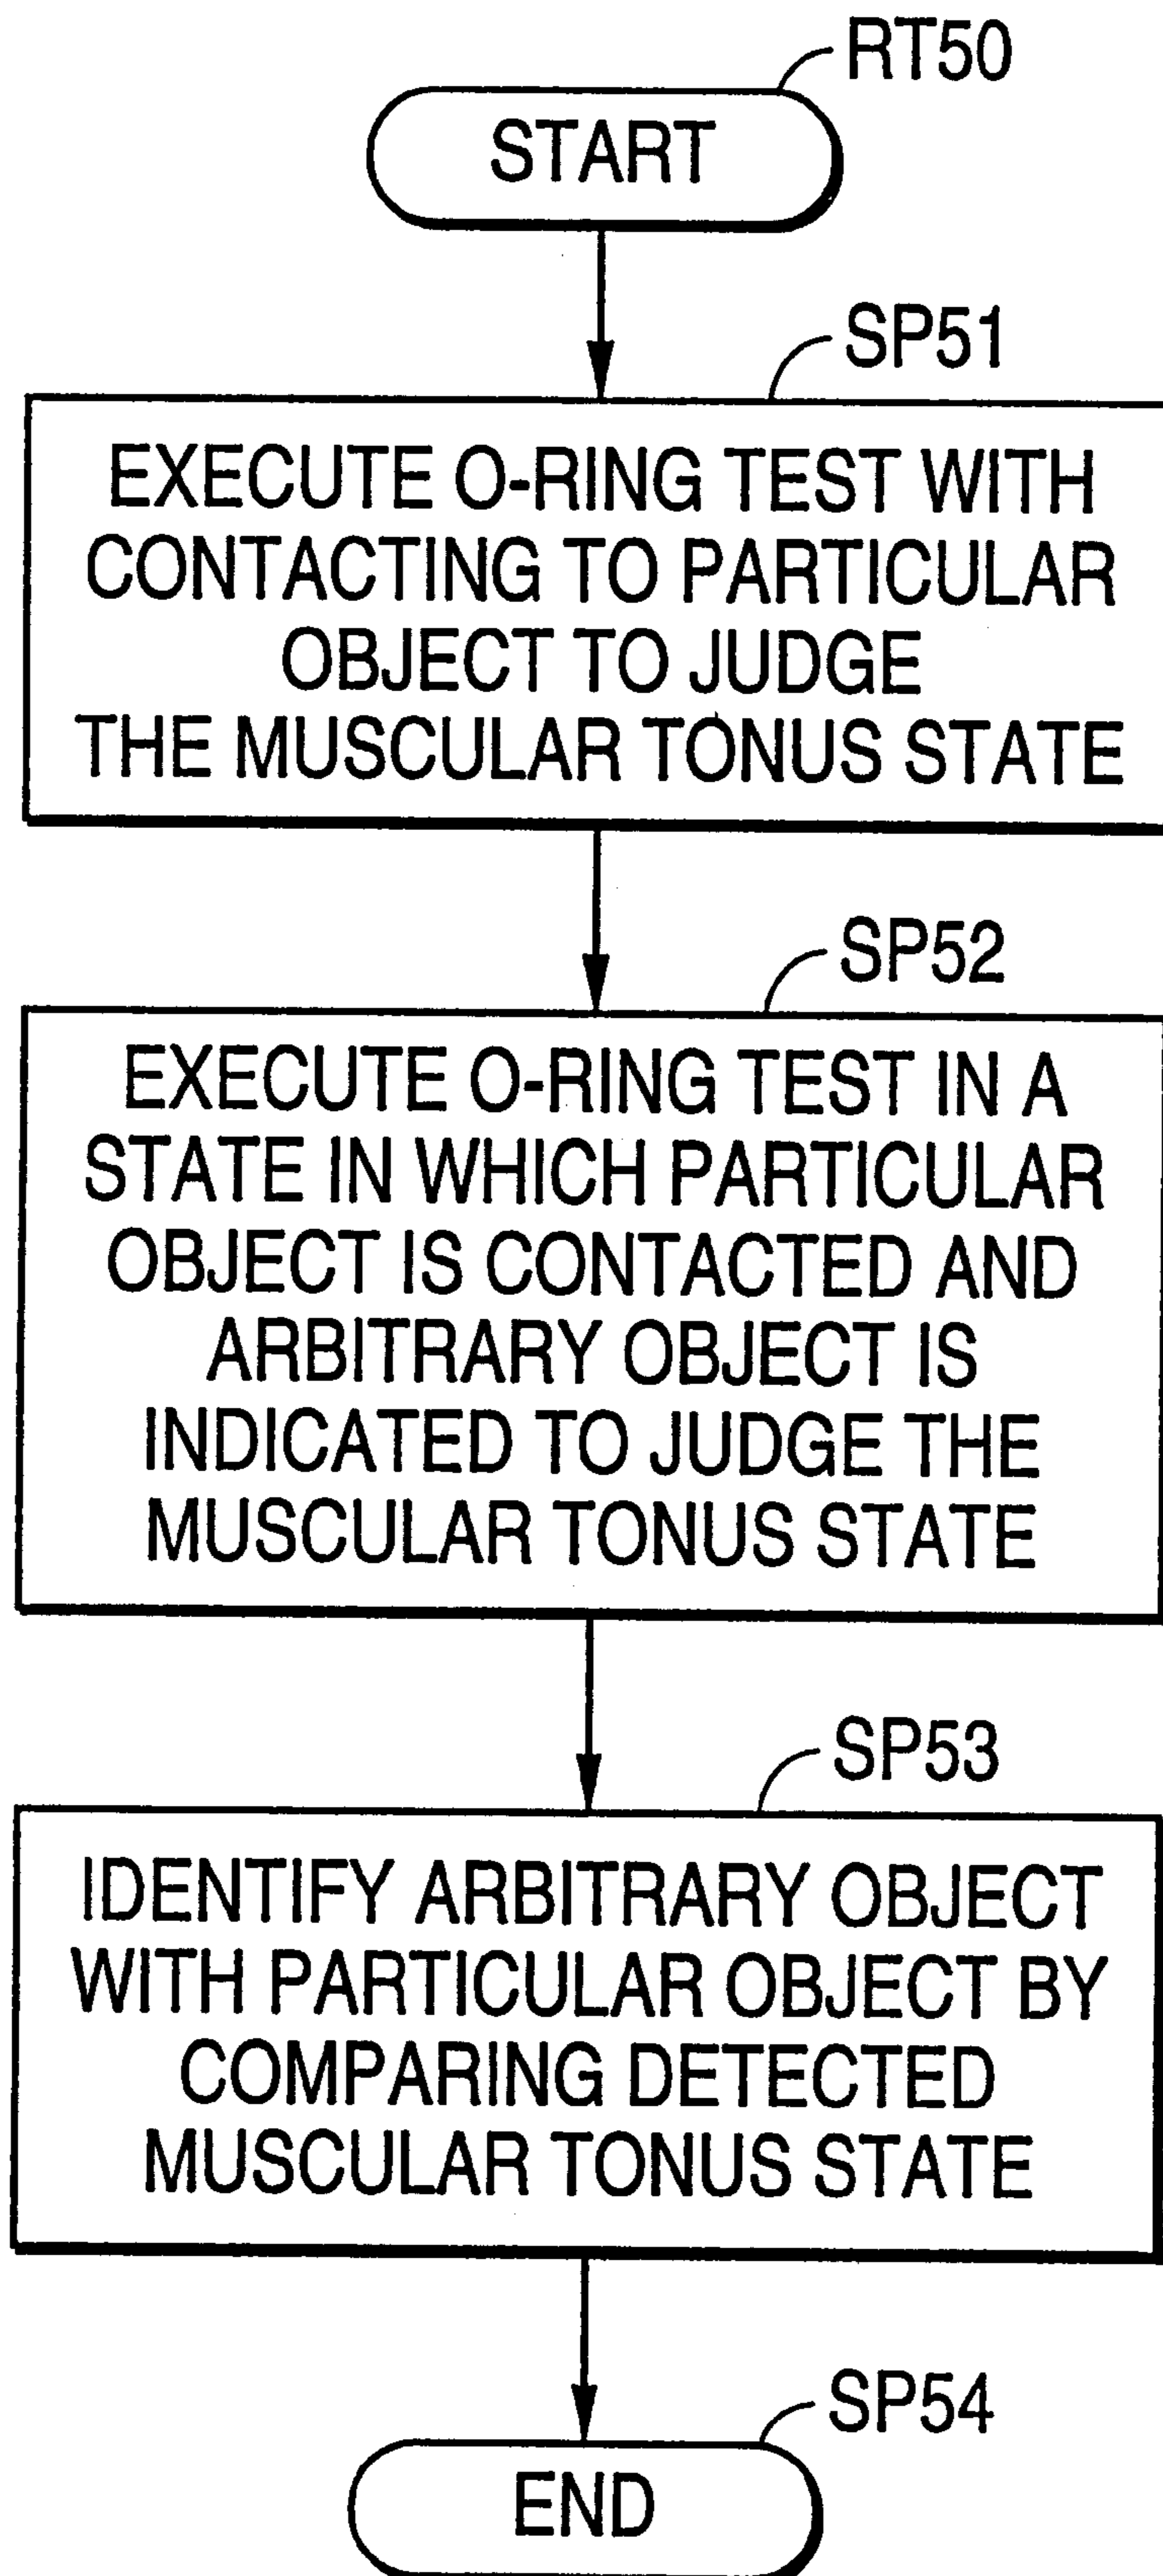 RT50
START
SP51
EXECUTE O-RING TEST WITH
CONTACTING TO PARTICULAR
OBJECT TO JUDGE
THE MUSCULAR TONUS STATE
SP52
EXECUTE O-RING TEST IN A
STATE IN WHICH PARTICULAR
OBJECT IS CONTACTED AND
ARBITRARY OBJECT IS
INDICATED TO JUDGE THE
MUSCULAR TONUS STATE
SP53
IDENTIFY ARBITRARY OBJECT
WITH PARTICULAR OBJECT BY
COMPARING DETECTED
MUSCULAR TONUS STATE
SP54
END